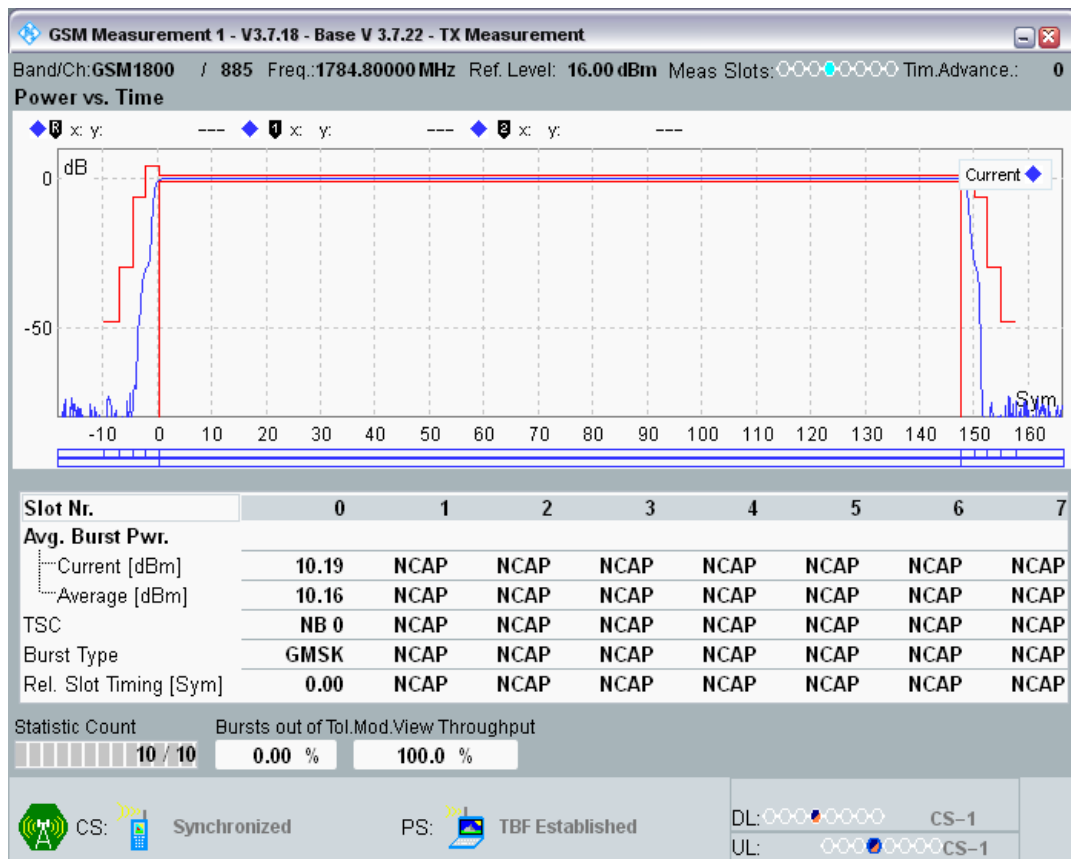 GSM Measurement 1 - V3.7.18 - Base V 3.7.22 - TX Measurement
Band/Ch:GSM1800 / 885 Freq.:1784.80000 MHz Ref. Level: 16.00 dBm Meas Slots: Tim.Advance.: 0
Power vs. Time
R x: y: --- 1 x: y: --- 2 x: y: ---
dB
Current
0
-50
Sym
-10 0 10 20 30 40 50 60 70 80 90 100 110 120 130 140 150 160
Slot Nr. 0 1 2 3 4 5 6 7
Avg. Burst Pwr.
Current [dBm] 10.19 NCAP NCAP NCAP NCAP NCAP NCAP NCAP
Average [dBm] 10.16 NCAP NCAP NCAP NCAP NCAP NCAP NCAP
TSC NB 0 NCAP NCAP NCAP NCAP NCAP NCAP NCAP
Burst Type GMSK NCAP NCAP NCAP NCAP NCAP NCAP NCAP
Rel. Slot Timing [Sym] 0.00 NCAP NCAP NCAP NCAP NCAP NCAP NCAP
Statistic Count Bursts out of Tol. Mod.View Throughput
10 / 10 0.00 % 100.0 %
CS: Synchronized PS: TBF Established
DL: CS-1
UL: CS-1